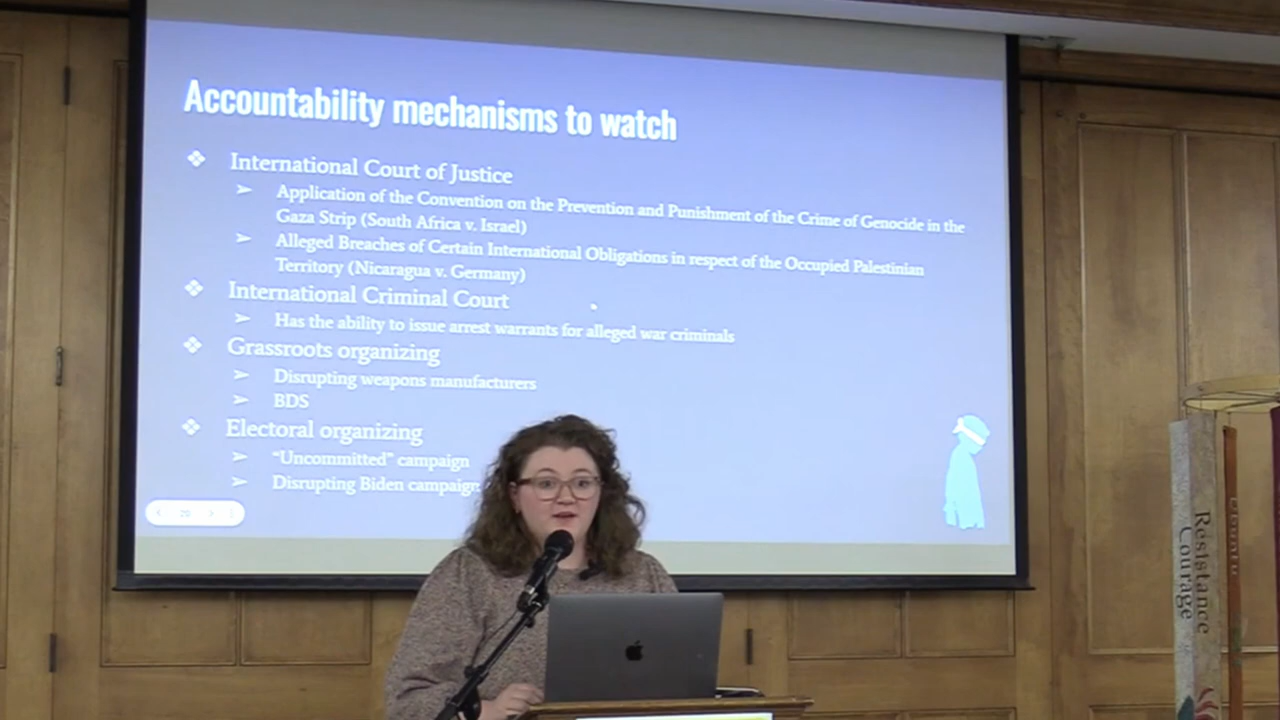 Accountability mechanisms to watch
❖ International Court of Justice
➢ Application of the Convention on the Prevention and Punishment of the Crime of Genocide in the
Gaza Strip (South Africa v. Israel)
➢ Alleged Breaches of Certain International Obligations in respect of the Occupied Palestinian
Territory (Nicaragua v. Germany)
❖ International Criminal Court
➢ Has the ability to issue arrest warrants for alleged war criminals
❖ Grassroots organizing
➢ Disrupting weapons manufacturers
➢ BDS
❖ Electoral organizing
➢ “Uncommitted” campaign
➢ Disrupting Biden campaign
Resistance
Courage